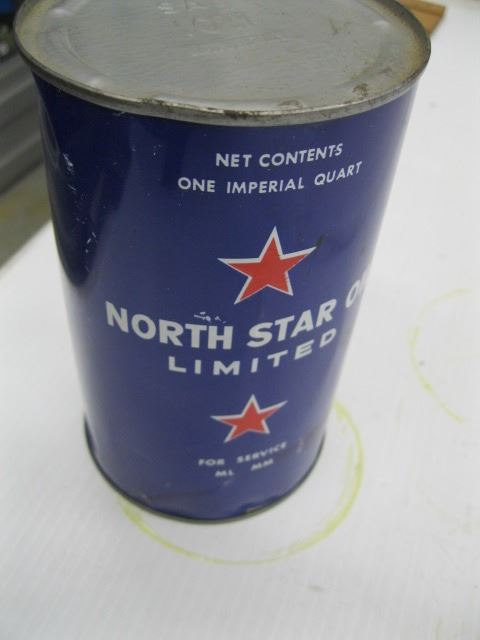 NET CONTENTS
ONE IMPERIAL QUART
NORTH STAR
LIMITED
FOR SERVICE
ML MM